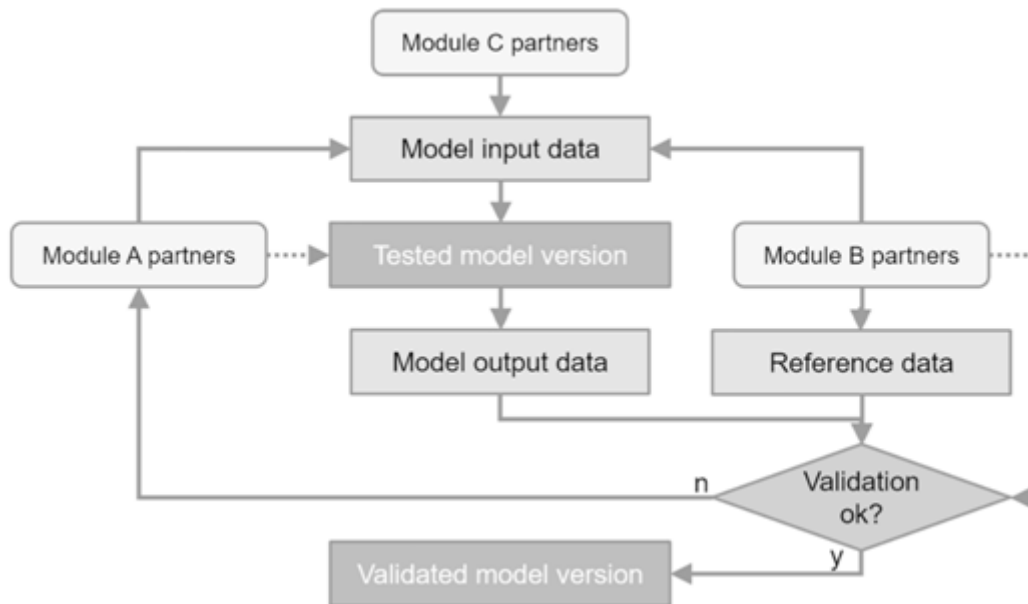 Module C partners
Model input data
Module A partners
Tested model version
Module B partners
Model output data
Reference data
n
Validation
ok?
y
Validated model version